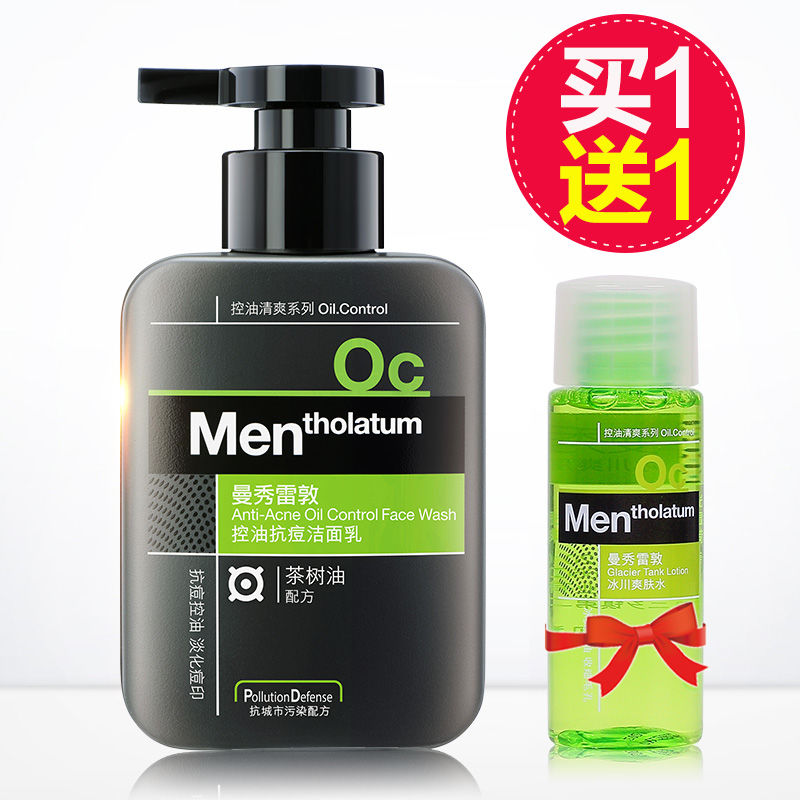 买1
送1
控油清爽系列 Oil.Control
Oc
Mentholatum
曼秀雷敦
Anti-Acne Oil Control Face Wash
控油抗痘洁面乳
茶树油
配方
抗痘控油 淡化痘印
PollutionDefense
抗城市污染配方
控油清爽系列 Oil.Control
Oc
Mentholatum
曼秀雷敦
Glacier Tank Lotion
冰川爽肤水